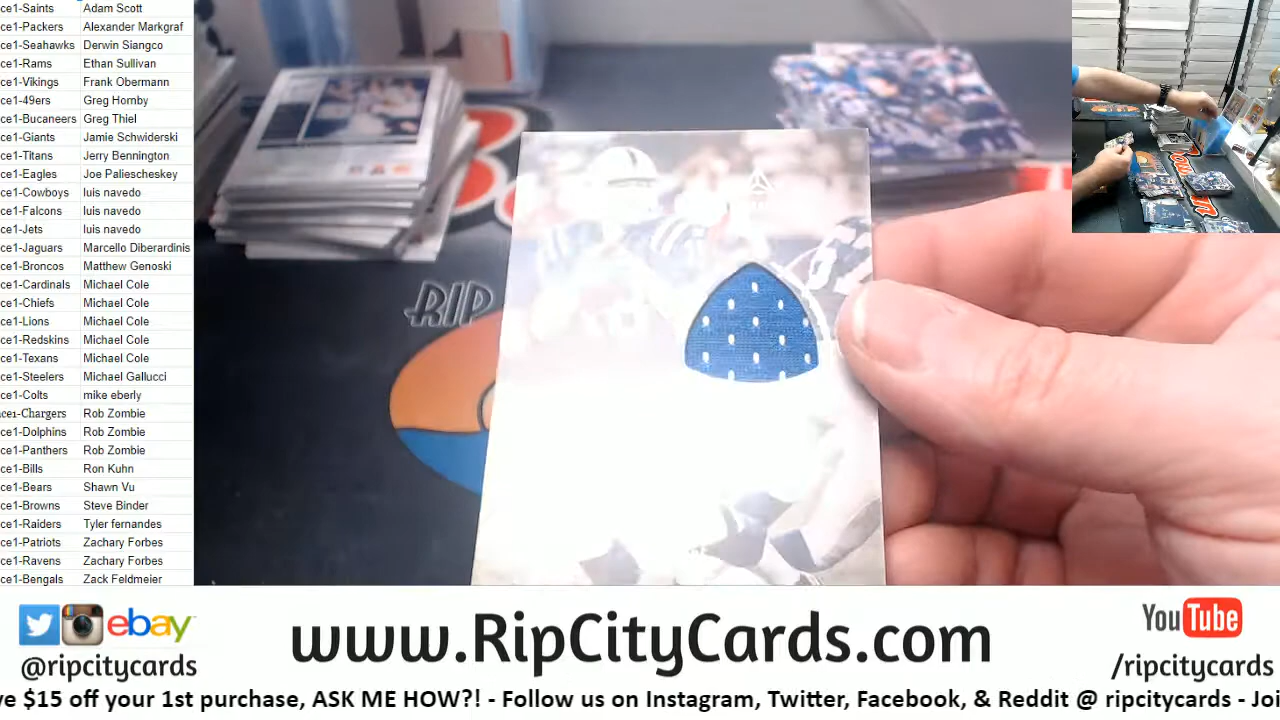 ce1-Saints Adam Scott
ce1-Packers Alexander Markgraf
ce1-Seahawks Derwin Siangco
ce1-Rams Ethan Sullivan
ce1-Vikings Frank Obermann
ce1-49ers Greg Hornby
ce1-Bucaneers Greg Thiel
ce1-Giants Jamie Schwiderski
ce1-Titans Jerry Bennington
ce1-Eagles Joe Paliescheskey
ce1-Cowboys luis navedo
ce1-Falcons luis navedo
ce1-Jets luis navedo
ce1-Jaguars Marcello Diberardinis
ce1-Broncos Matthew Genoski
ce1-Cardinals Michael Cole
ce1-Chiefs Michael Cole
ce1-Lions Michael Cole
ce1-Redskins Michael Cole
ce1-Texans Michael Cole
ce1-Steelers Michael Gallucci
ce1-Colts mike eberly
ce1-Chargers Rob Zombie
ce1-Dolphins Rob Zombie
ce1-Panthers Rob Zombie
ce1-Bills Ron Kuhn
ce1-Bears Shawn Vu
ce1-Browns Steve Binder
ce1-Raiders Tyler fernandes
ce1-Patriots Zachary Forbes
ce1-Ravens Zachary Forbes
ce1-Bengals Zack Feldmeier
RIP
ebay
@ripcitycards
www.RipCityCards.com
YouTube
/ripcitycards
ve $15 off your 1st purchase, ASK ME HOW?! - Follow us on Instagram, Twitter, Facebook, & Reddit @ ripcitycards - Joi